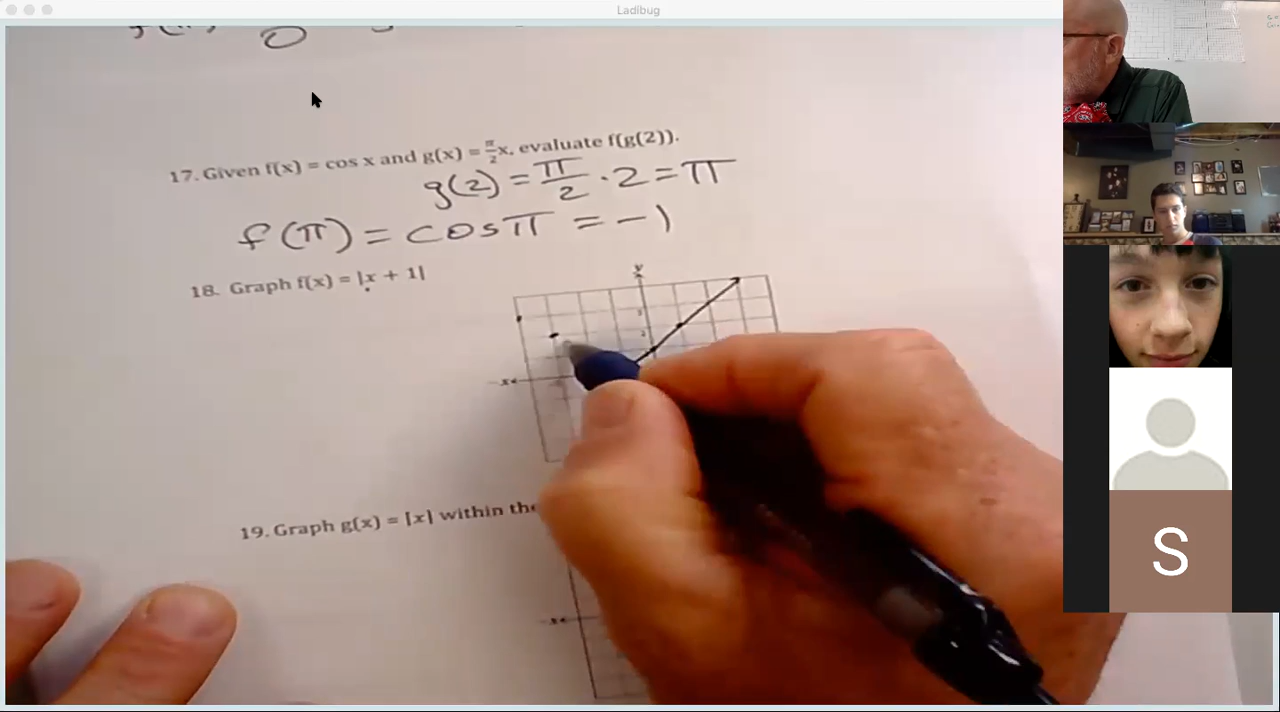 Ladibug
17. Given f(x) = cos x and g(x) = π/2 x, evaluate f(g(2)).
g(2) = π/2 · 2 = π
f(π) = cos π = -1
18. Graph f(x) = |x + 1|
y
x
19. Graph g(x) = [x] within the
x
S